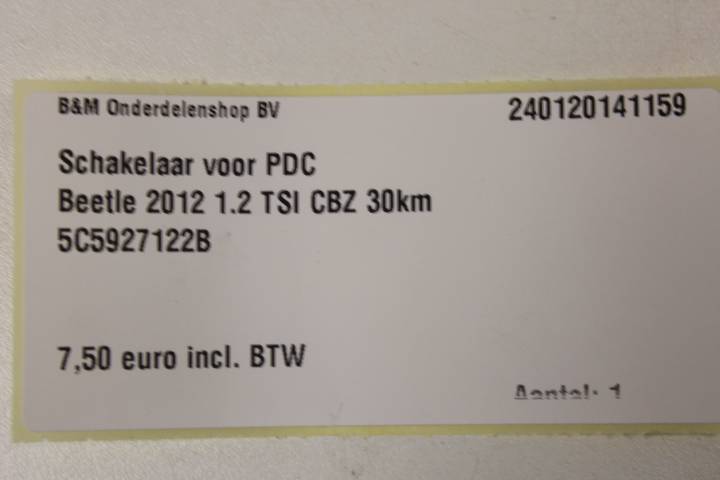 B&M Onderdelenshop BV
240120141159
Schakelaar voor PDC
Beetle 2012 1.2 TSI CBZ 30km
5C5927122B
7,50 euro incl. BTW
Aantal: 1